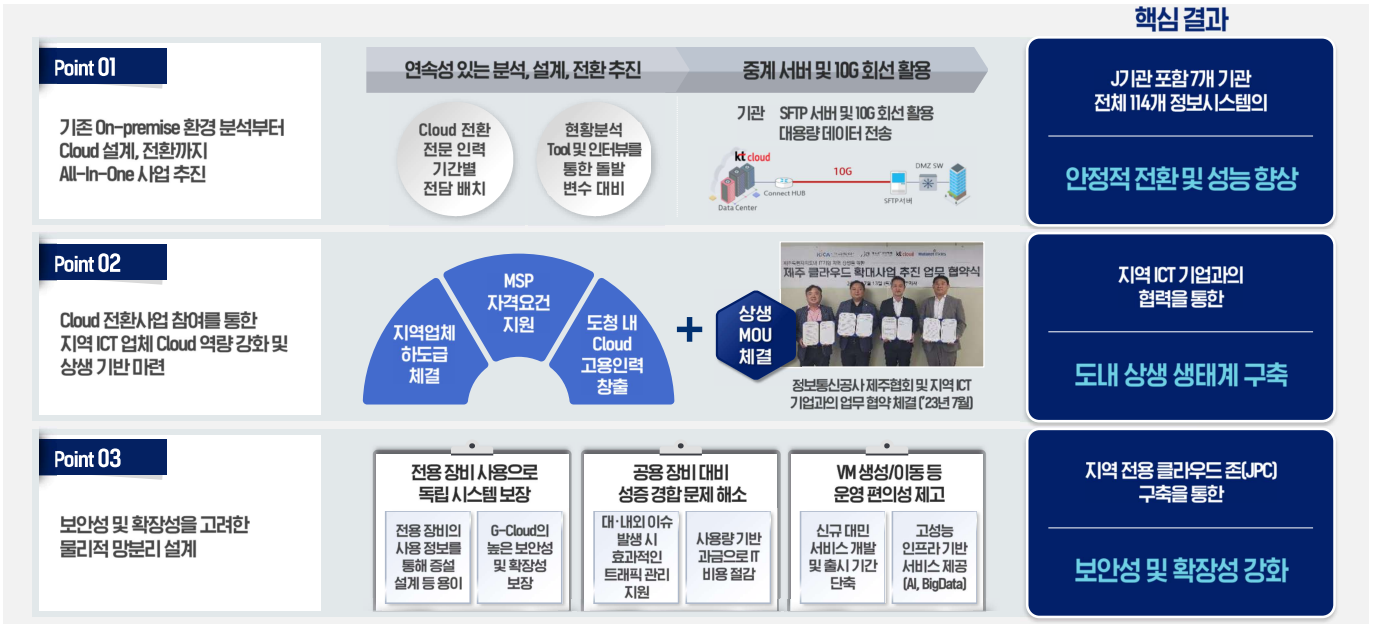 핵심 결과
Point 01
기존 On-premise 환경 분석부터
Cloud 설계, 전환까지
All-In-One 사업 추진
연속성 있는 분석, 설계, 전환 추진
중계 서버 및 10G 회선 활용
Cloud 전환
전문 인력
기간별
전담 배치
현황분석
Tool 및 인터뷰를
통한 돌발
변수 대비
기관 SFTP 서버 및 10G 회선 활용
대용량 데이터 전송
kt cloud
10G
DMZ SW
Connect HUB
SFTP서버
Data Center
J기관 포함 7개 기관
전체 114개 정보시스템의
안정적 전환 및 성능 향상
Point 02
Cloud 전환사업 참여를 통한
지역 ICT 업체 Cloud 역량 강화 및
상생 기반 마련
지역업체
하도급
체결
MSP
자격요건
지원
도청 내
Cloud
고용인력
창출
+
상생
MOU
체결
kt cloud
제주 클라우드 확대사업 추진 업무 협약식
정보통신공사 제주협회 및 지역 ICT
기업과의 업무 협약 체결('23년 7월)
지역 ICT 기업과의
협력을 통한
도내 상생 생태계 구축
Point 03
보안성 및 확장성을 고려한
물리적 망분리 설계
전용 장비 사용으로
독립 시스템 보장
전용 장비의
사용 정보를
통해 증설
설계 등 용이
G-Cloud의
높은 보안성
및 확장성
보장
공용 장비 대비
성증 경합 문제 해소
대·내외 이슈
발생 시
효과적인
트래픽 관리
지원
사용량 기반
과금으로 IT
비용 절감
VM 생성/이동 등
운영 편의성 제고
신규 대민
서비스 개발
및 출시 기간
단축
고성능
인프라 기반
서비스 제공
(AI, BigData)
지역 전용 클라우드 존(JPC)
구축을 통한
보안성 및 확장성 강화